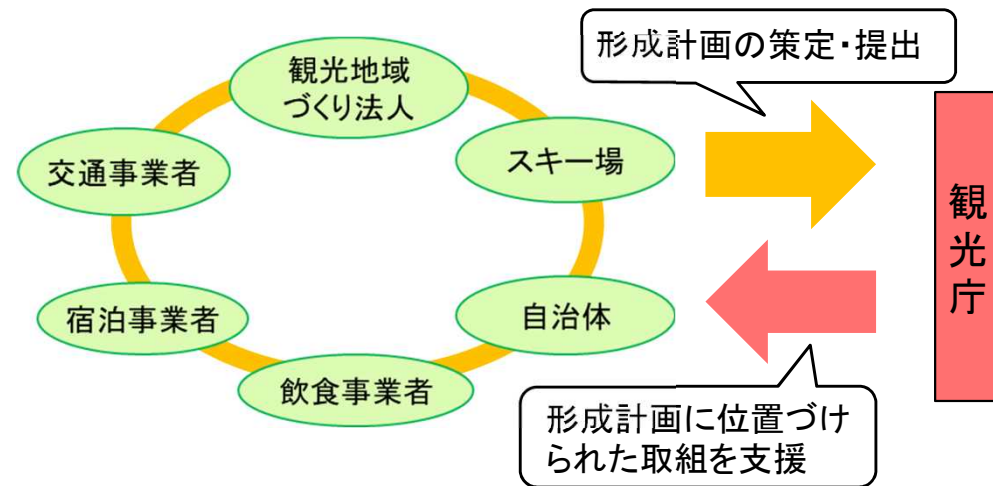 形成計画の策定・提出
観光地域
づくり法人
スキー場
交通事業者
宿泊事業者
自治体
飲食事業者
観光庁
形成計画に位置づけ
られた取組を支援